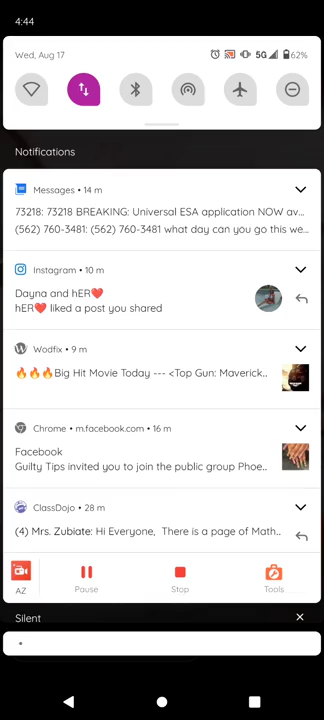 4:44
Wed, Aug 17
5G
62%
Notifications
Messages • 14 m
73218: 73218 BREAKING: Universal ESA application NOW av...
(562) 760-3481: (562) 760-3481 what day can you go this we...
Instagram • 10 m
Dayna and hER❤️
hER❤️ liked a post you shared
Wodfix • 9 m
🔥🔥🔥Big Hit Movie Today --- <Top Gun: Maverick..
Chrome • m.facebook.com • 16 m
Facebook
Guilty Tips invited you to join the public group Phoe..
ClassDojo • 28 m
(4) Mrs. Zubiate: Hi Everyone, There is a page of Math..
AZ
Pause
Stop
Tools
Silent